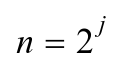 n = 2^j